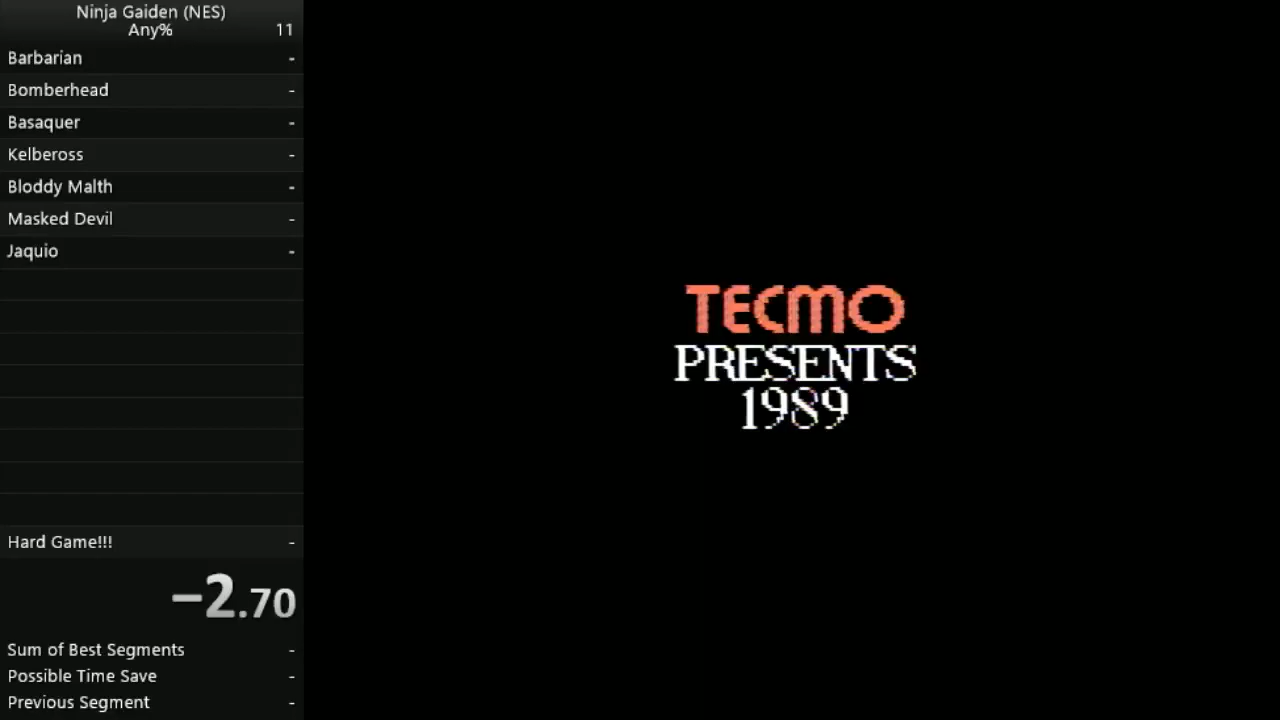 Ninja Gaiden (NES)
Any% 11
Barbarian -
Bomberhead -
Basaquer -
Kelbeross -
Bloddy Malth -
Masked Devil -
Jaquio -
Hard Game!!! -
−2.70
Sum of Best Segments -
Possible Time Save -
Previous Segment -
TECMO
PRESENTS
1989